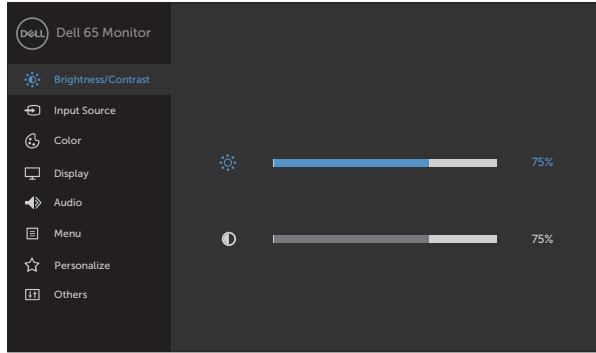 DELL
Dell 65 Monitor
Brightness/Contrast
Input Source
Color
Display
Audio
Menu
Personalize
Others
75%
75%